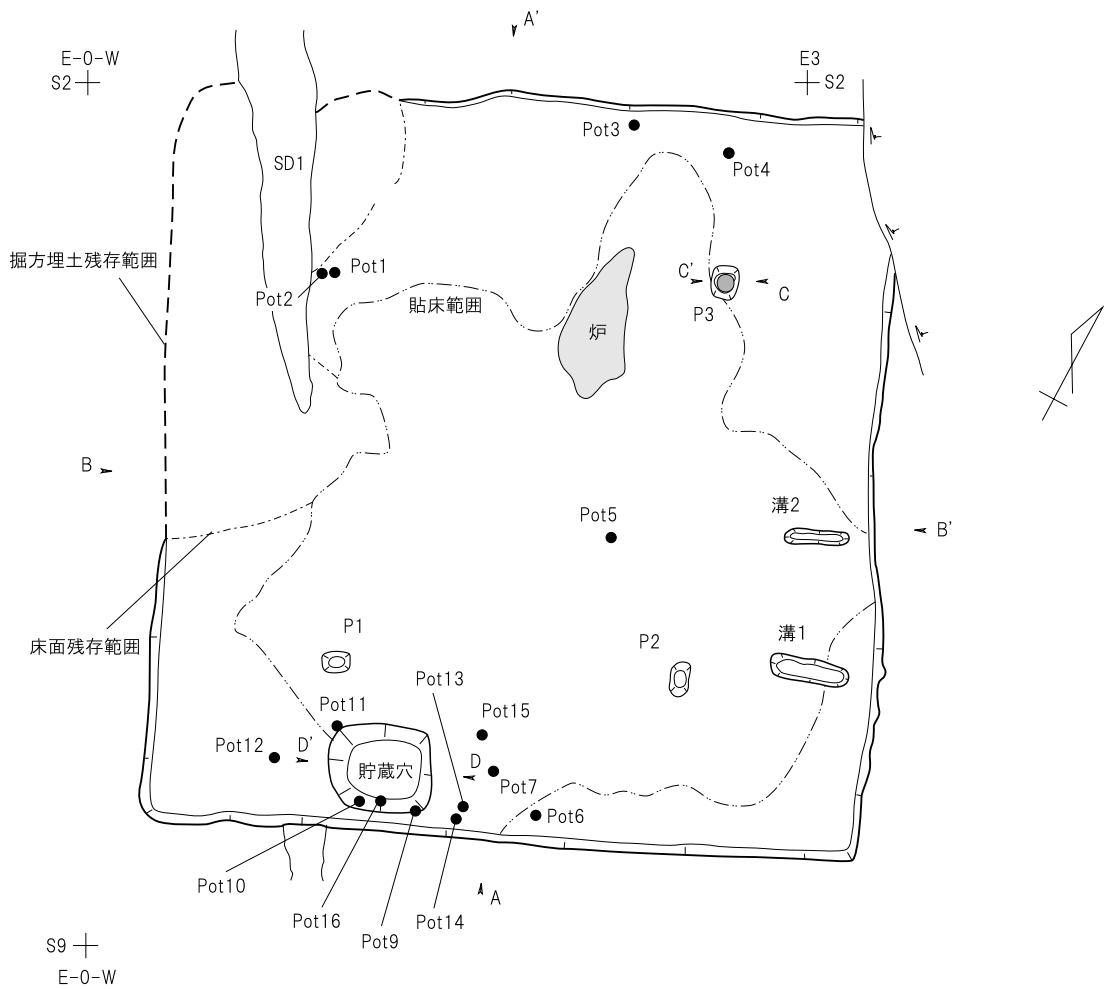 A'
E-0-W
S2
E3
S2
Pot3
Pot4
SD1
掘方埋土残存範囲
Pot1
Pot2
貼床範囲
C'
C
P3
炉
B
Pot5
溝2
B'
床面残存範囲
P1
P2
溝1
Pot13
Pot11
Pot15
Pot12
D'
D
貯蔵穴
Pot7
Pot6
Pot10
A
Pot16
Pot14
Pot9
S9
E-0-W